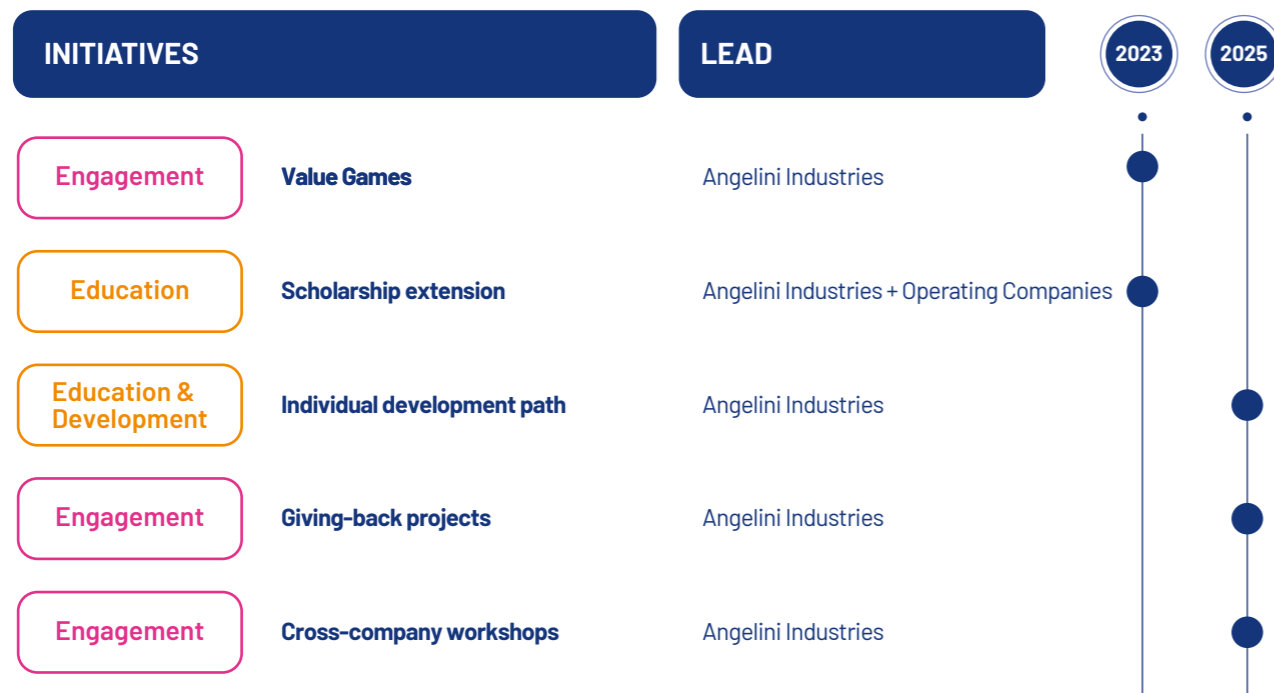 INITIATIVES LEAD 2023 2025
Engagement Value Games Angelini Industries
Education Scholarship extension Angelini Industries + Operating Companies
Education &
Development Individual development path Angelini Industries
Engagement Giving-back projects Angelini Industries
Engagement Cross-company workshops Angelini Industries